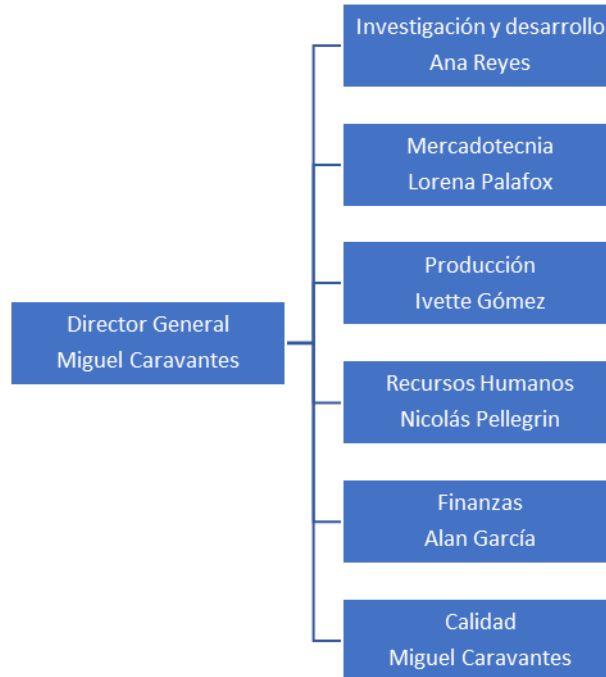 Investigación y desarrollo
Ana Reyes
Mercadotecnia
Lorena Palafox
Producción
Ivette Gómez
Director General
Miguel Caravantes
Recursos Humanos
Nicolás Pellegrin
Finanzas
Alan García
Calidad
Miguel Caravantes